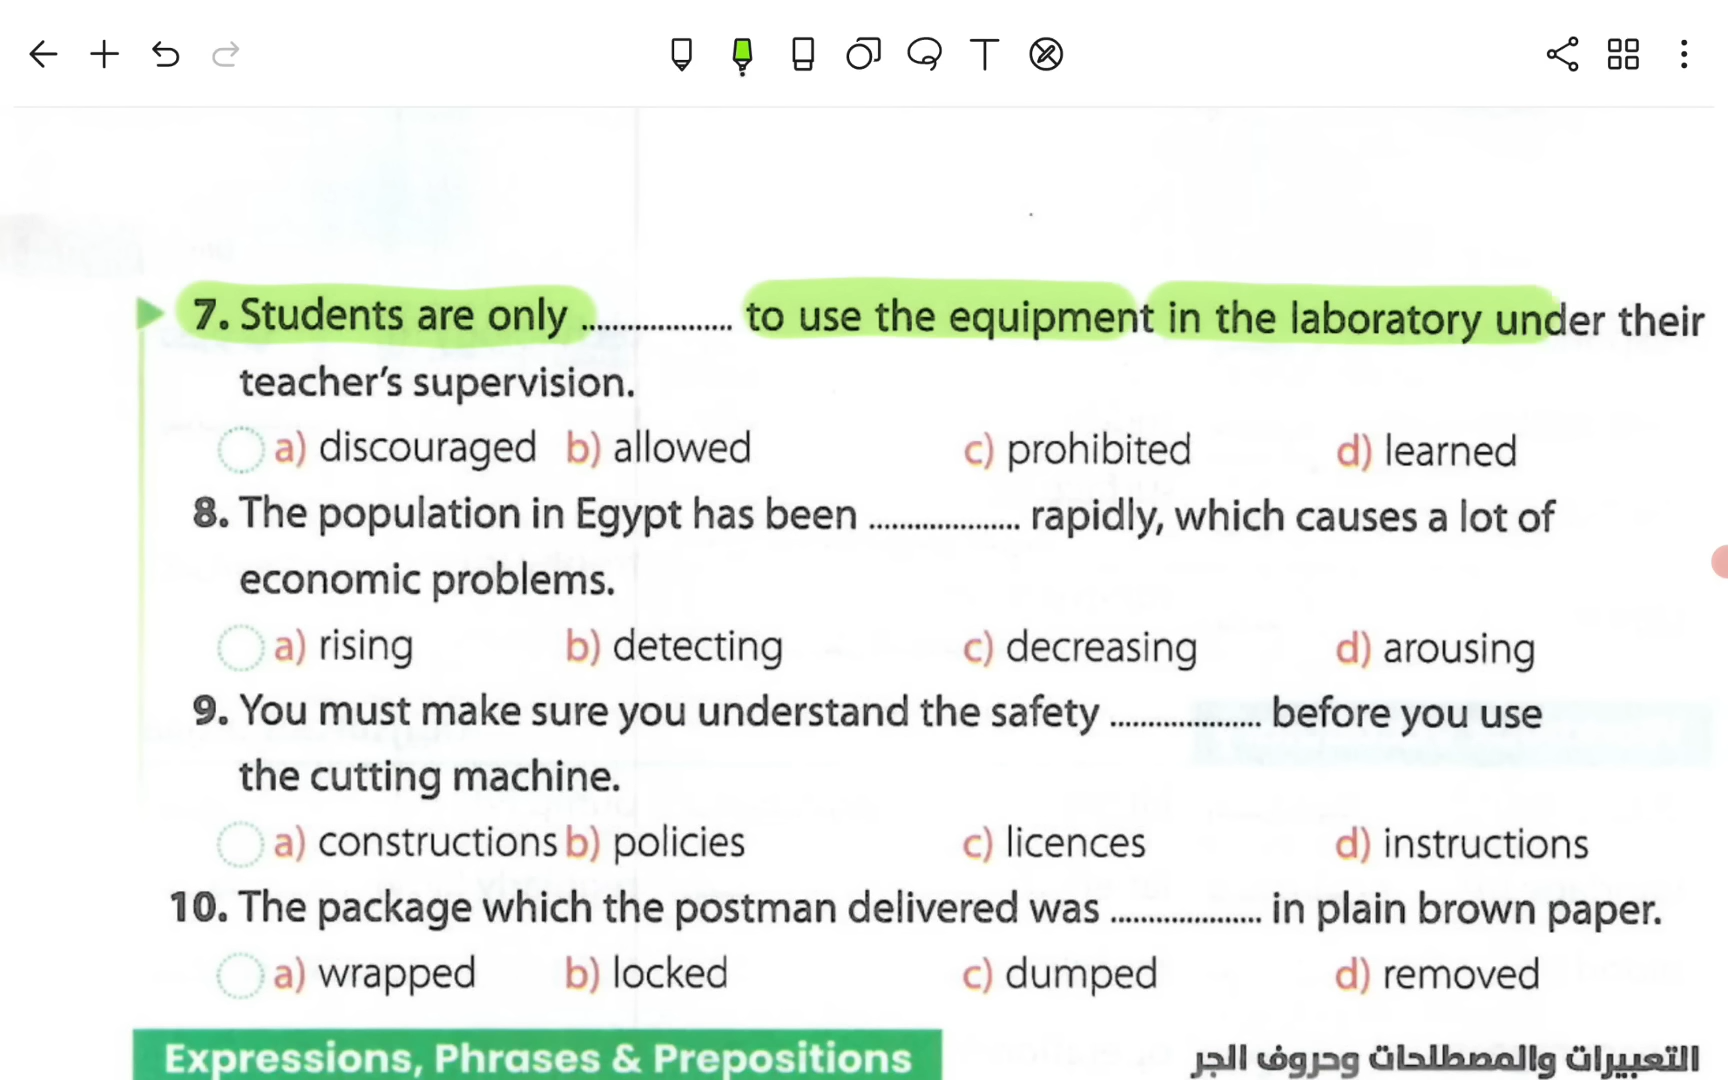 7. Students are only .................... to use the equipment in the laboratory under their
teacher's supervision.
a) discouraged b) allowed c) prohibited d) learned
8. The population in Egypt has been .................... rapidly, which causes a lot of
economic problems.
a) rising b) detecting c) decreasing d) arousing
9. You must make sure you understand the safety .................... before you use
the cutting machine.
a) constructions b) policies c) licences d) instructions
10. The package which the postman delivered was .................... in plain brown paper.
a) wrapped b) locked c) dumped d) removed
Expressions, Phrases & Prepositions التعبيرات والمصطلحات وحروف الجر